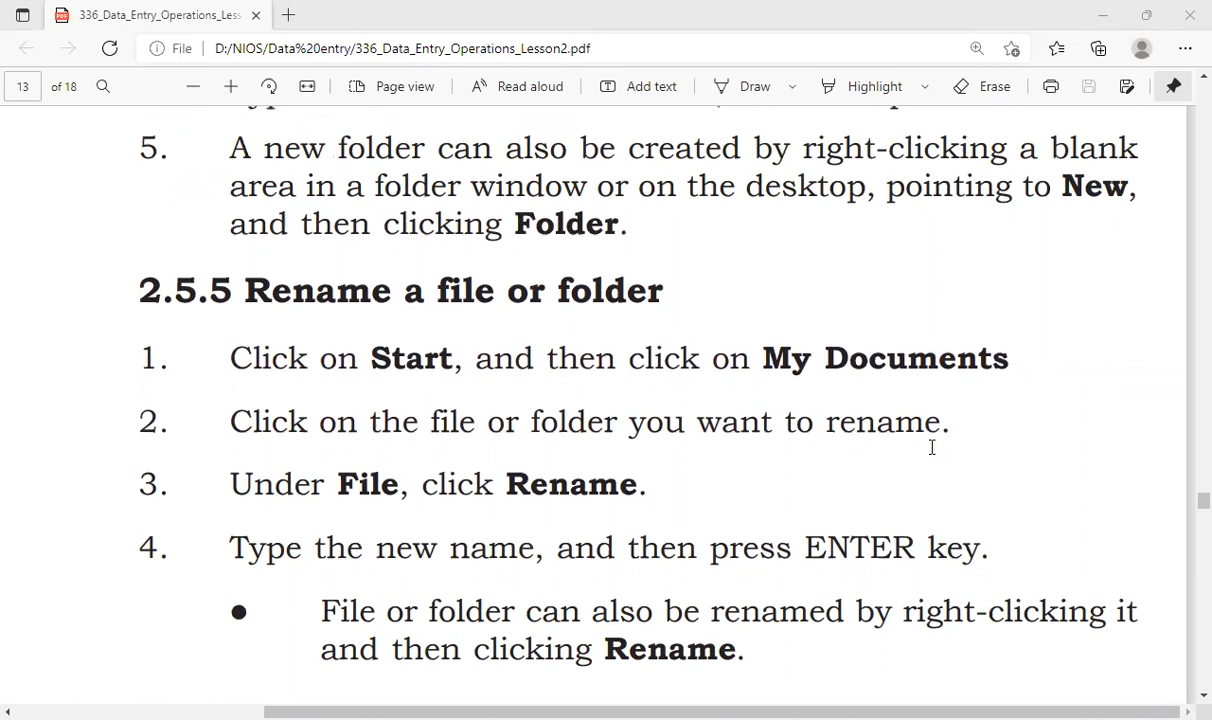 336_Data_Entry_Operations_Less
File
D:/NIOS/Data%20entry/336_Data_Entry_Operations_Lesson2.pdf
13 of 18
Page view
Read aloud
Add text
Draw
Highlight
Erase
5. A new folder can also be created by right-clicking a blank
area in a folder window or on the desktop, pointing to New,
and then clicking Folder.
2.5.5 Rename a file or folder
1. Click on Start, and then click on My Documents
2. Click on the file or folder you want to rename.
3. Under File, click Rename.
4. Type the new name, and then press ENTER key.
● File or folder can also be renamed by right-clicking it
and then clicking Rename.